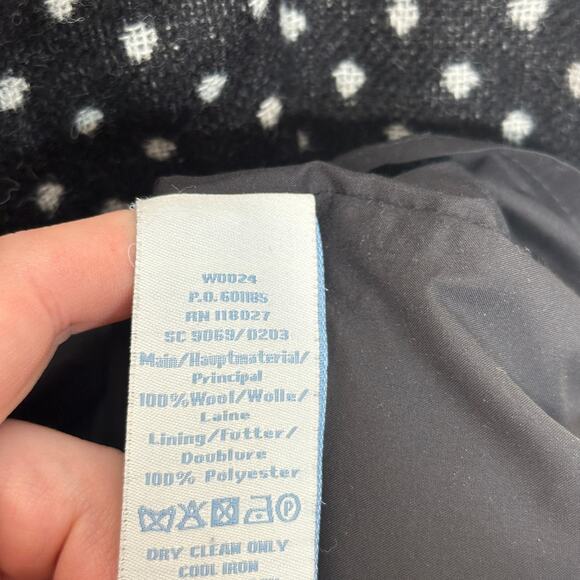 W0024
P.O. 601185
RN 118027
SC 9069/0203
Main/Hauptmaterial/
Principal
100%Wool/Wolle/
Laine
Lining/Futter/
Doublure
100% Polyester
DRY CLEAN ONLY
COOL IRON